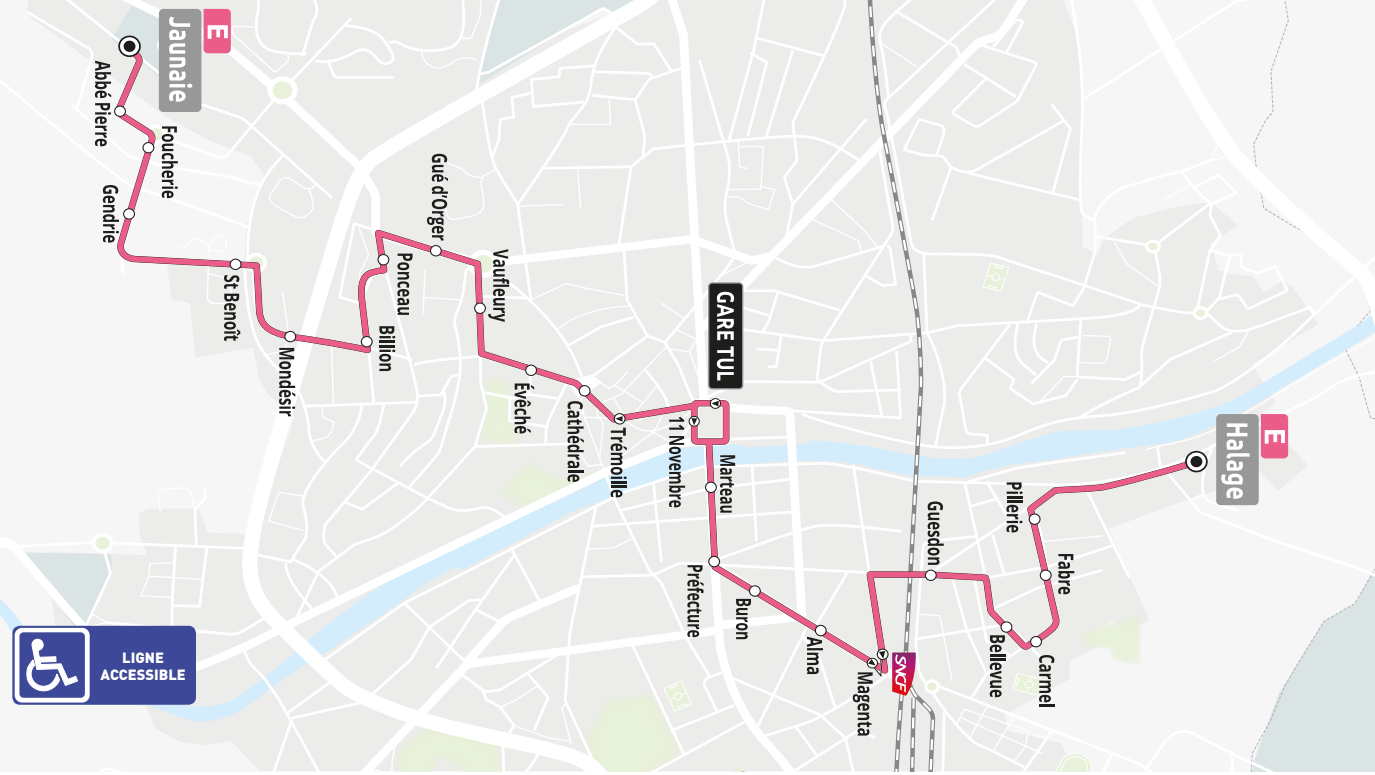 E
Jaunaie
Abbé Pierre
Foucherie
Gendrie
St Benoît
Mondésir
Billion
Ponceau
Gué d'Orger
Vaufleury
Évêché
Cathédrale
Trémoille
GARE TUL
11 Novembre
Marteau
Préfecture
Buron
Alma
Magenta
SNCF
Guesdon
Bellevue
Carmel
Fabre
Pillerie
E
Halage
LIGNE
ACCESSIBLE